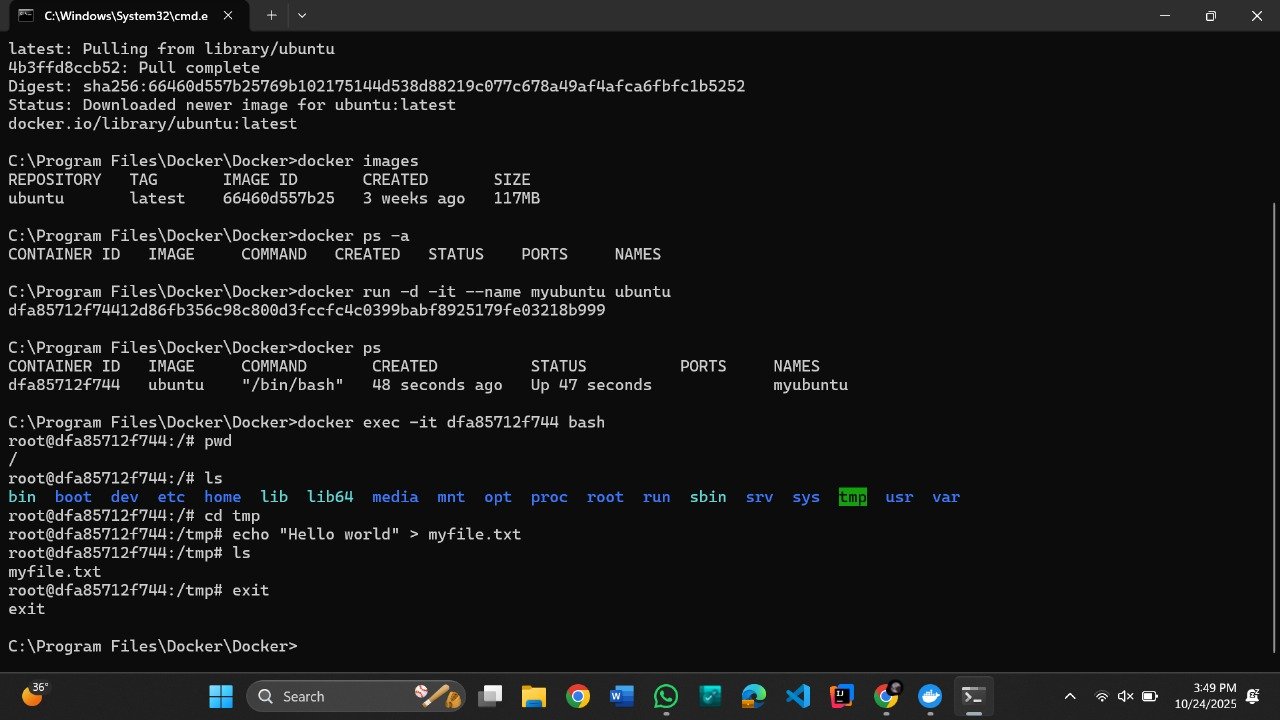 C:\Windows\System32\cmd.e
latest: Pulling from library/ubuntu
4b3ffd8ccb52: Pull complete
Digest: sha256:66460d557b25769b102175144d538d88219c077c678a49af4afca6fbfc1b5252
Status: Downloaded newer image for ubuntu:latest
docker.io/library/ubuntu:latest
C:\Program Files\Docker\Docker>docker images
REPOSITORY   TAG       IMAGE ID       CREATED       SIZE
ubuntu       latest    66460d557b25   3 weeks ago   117MB
C:\Program Files\Docker\Docker>docker ps -a
CONTAINER ID   IMAGE     COMMAND   CREATED   STATUS    PORTS     NAMES
C:\Program Files\Docker\Docker>docker run -d -it --name myubuntu ubuntu
dfa85712f74412d86fb356c98c800d3fccfc4c0399babf8925179fe03218b999
C:\Program Files\Docker\Docker>docker ps
CONTAINER ID   IMAGE     COMMAND       CREATED          STATUS          PORTS     NAMES
dfa85712f744   ubuntu    "/bin/bash"   48 seconds ago   Up 47 seconds             myubuntu
C:\Program Files\Docker\Docker>docker exec -it dfa85712f744 bash
root@dfa85712f744:/# pwd
/
root@dfa85712f744:/# ls
bin  boot  dev  etc  home  lib  lib64  media  mnt  opt  proc  root  run  sbin  srv  sys  tmp  usr  var
root@dfa85712f744:/# cd tmp
root@dfa85712f744:/tmp# echo "Hello world" > myfile.txt
root@dfa85712f744:/tmp# ls
myfile.txt
root@dfa85712f744:/tmp# exit
exit
C:\Program Files\Docker\Docker>
36°
Search
3:49 PM
10/24/2025